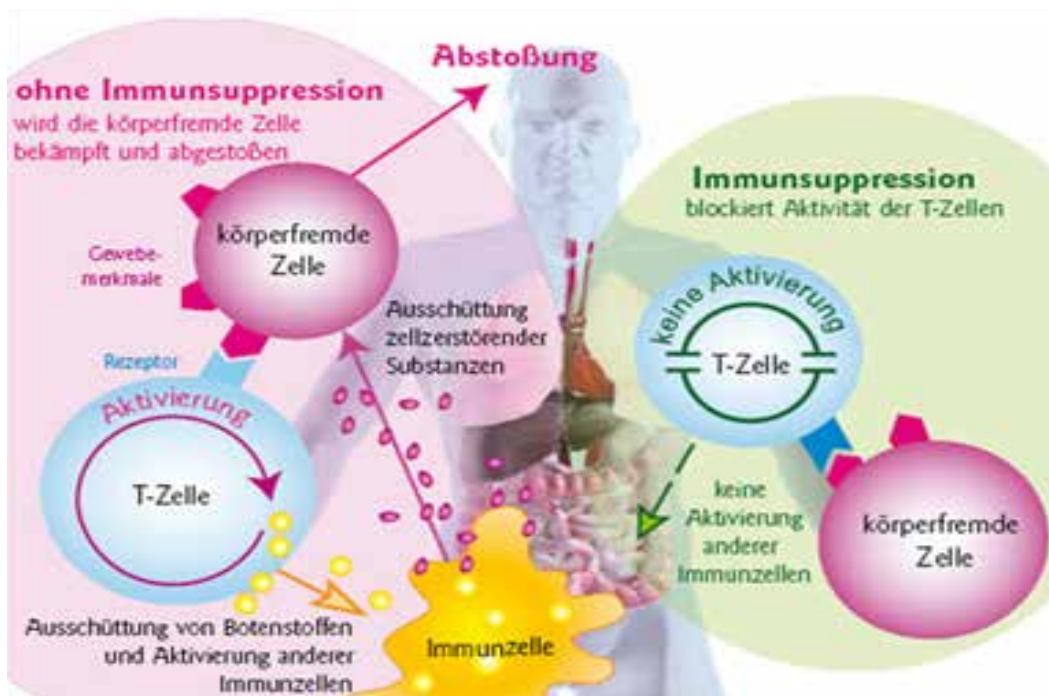 Abstoßung
ohne Immunsuppression
wird die körperfremde Zelle
bekämpft und abgestoßen
körperfremde
Zelle
Gewebe-
merkmale
Rezeptor
Aktivierung
T-Zelle
Ausschüttung
zellzerstörender
Substanzen
Ausschüttung von Botenstoffen
und Aktivierung anderer
Immunzellen
Immunzelle
Immunsuppression
blockiert Aktivität der T-Zellen
keine Aktivierung
T-Zelle
keine
Aktivierung
anderer
Immunzellen
körperfremde
Zelle